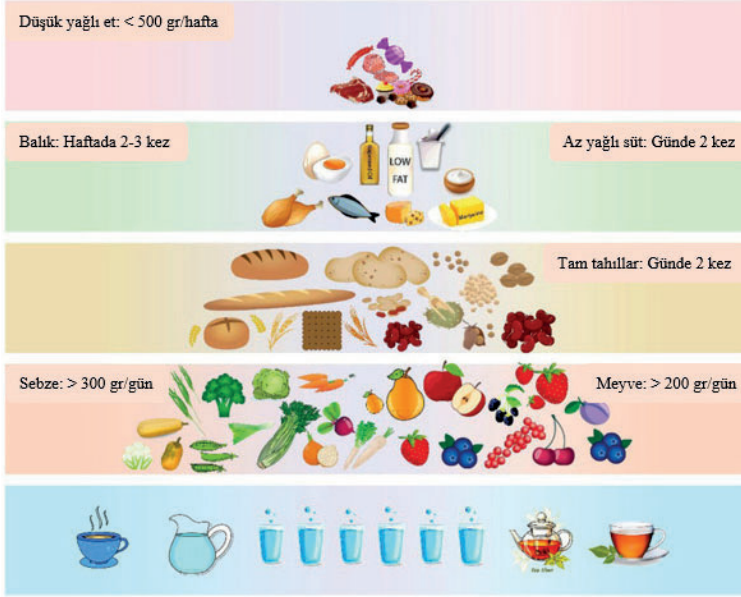 Düşük yağlı et: < 500 gr/hafta
Balık: Haftada 2-3 kez
Az yağlı süt: Günde 2 kez
LOW
FAT
Margarine
Tam tahıllar: Günde 2 kez
Sebze: > 300 gr/gün
Meyve: > 200 gr/gün